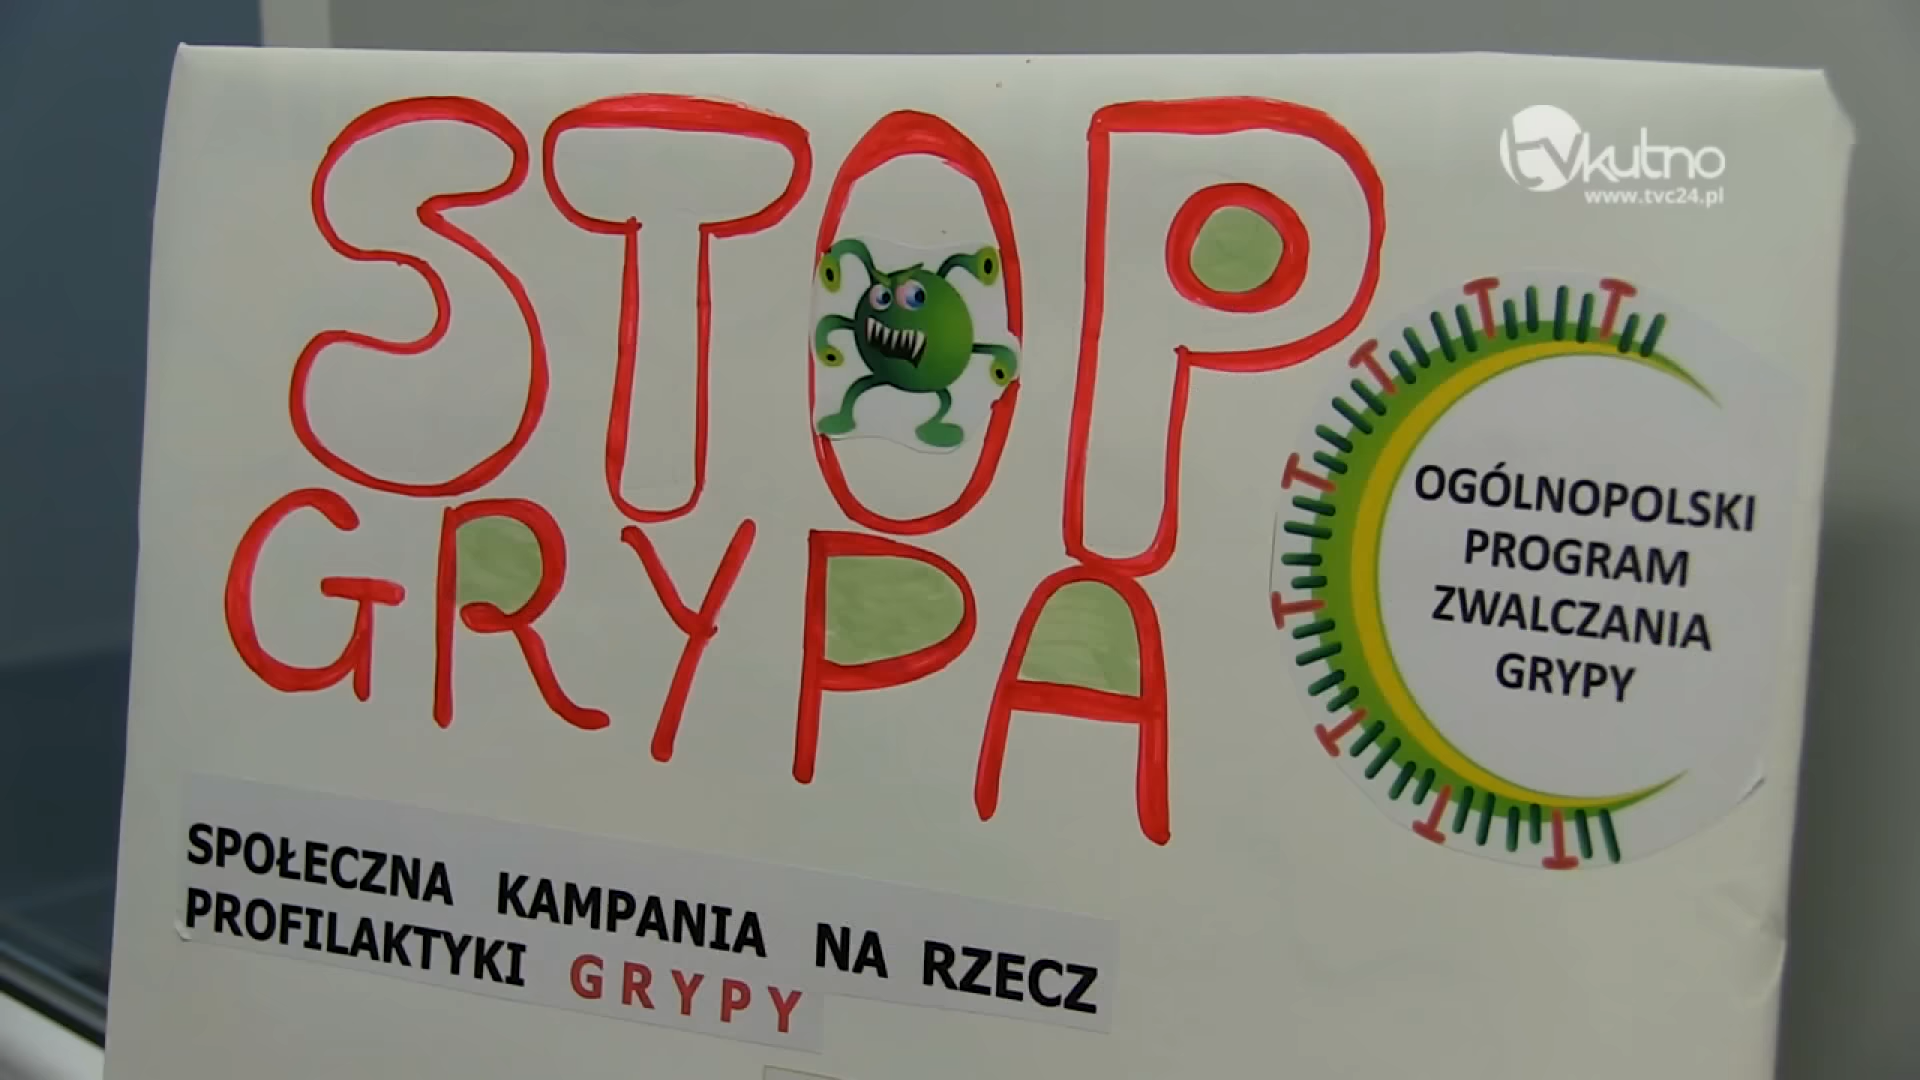 STOP
GRYPA
tvkutno
www.tvc24.pl
OGÓLNOPOLSKI
PROGRAM
ZWALCZANIA
GRYPY
SPOŁECZNA KAMPANIA NA RZECZ
PROFILAKTYKI GRYPY